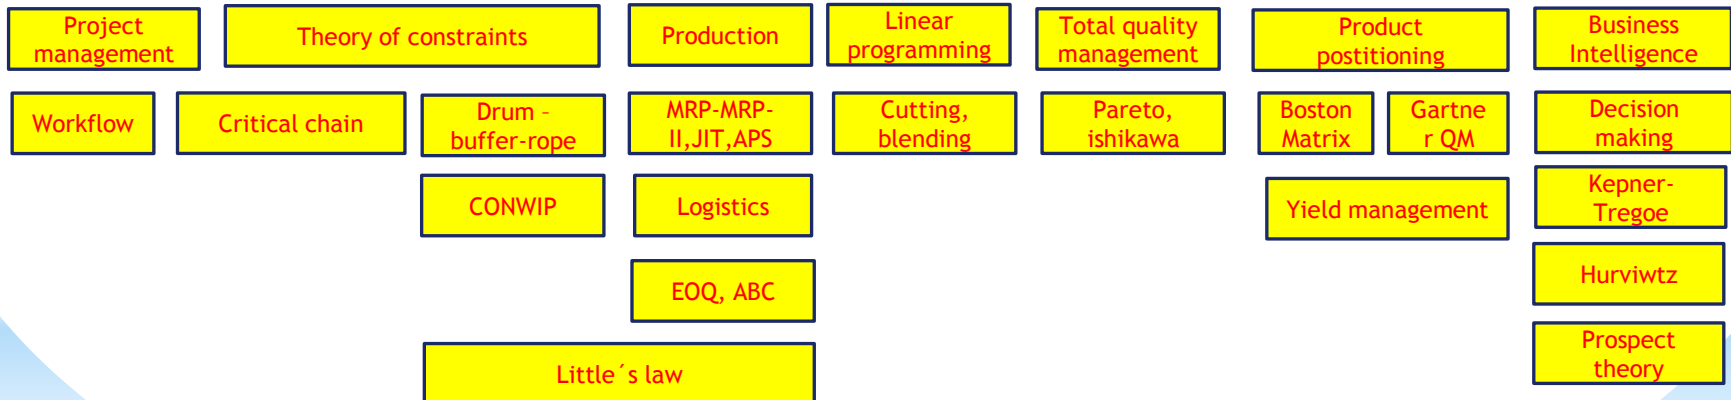 Project
management
Theory of constraints
Production
Linear
programming
Total quality
management
Product
postitioning
Business
Intelligence
Workflow
Critical chain
Drum –
buffer-rope
MRP-MRP-
II,JIT,APS
Cutting,
blending
Pareto,
ishikawa
Boston
Matrix
Gartne
r QM
Decision
making
CONWIP
Logistics
Yield management
Kepner-
Tregoe
EOQ, ABC
Hurviwtz
Little´s law
Prospect
theory